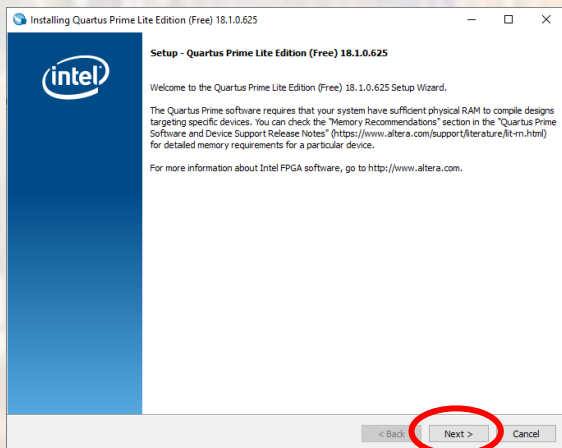 Installing Quartus Prime Lite Edition (Free) 18.1.0.625
intel
Setup - Quartus Prime Lite Edition (Free) 18.1.0.625
Welcome to the Quartus Prime Lite Edition (Free) 18.1.0.625 Setup Wizard.
The Quartus Prime software requires that your system have sufficient physical RAM to compile designs
targeting specific devices. You can check the "Memory Recommendations" section in the "Quartus Prime
Software and Device Support Release Notes" (https://www.altera.com/support/literature/lit-rn.html)
for detailed memory requirements for a particular device.
For more information about Intel FPGA software, go to http://www.altera.com.
< Back Next > Cancel